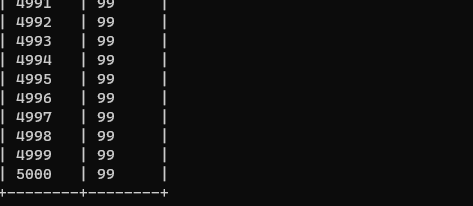 | 4991   | 99     |
| 4992   | 99     |
| 4993   | 99     |
| 4994   | 99     |
| 4995   | 99     |
| 4996   | 99     |
| 4997   | 99     |
| 4998   | 99     |
| 4999   | 99     |
| 5000   | 99     |
+--------+--------+